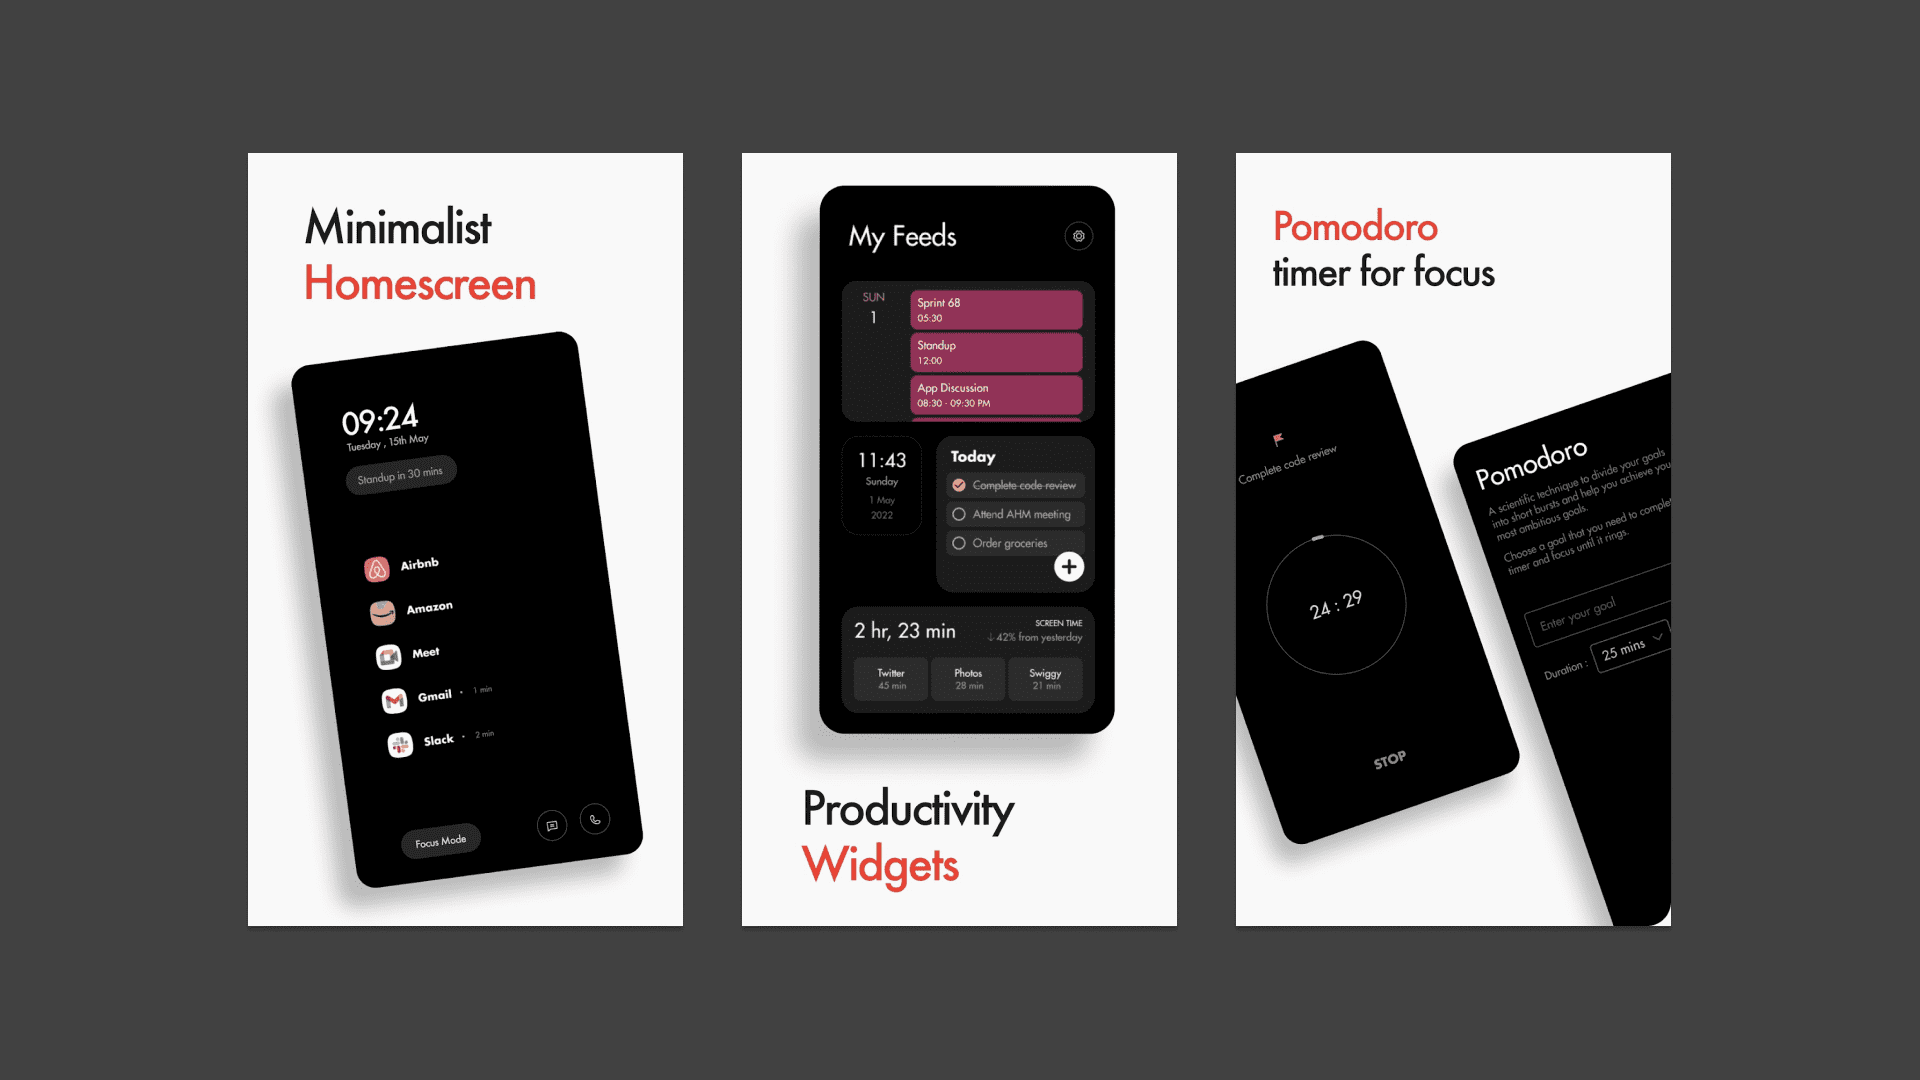 Minimalist
Homescreen
09:24
Tuesday , 15th May
Standup in 30 mins
Airbnb
Amazon
Meet
Gmail • 1 min
Slack • 2 min
Focus Mode
My Feeds
SUN
1
Sprint 68
05:30
Standup
12:00
App Discussion
08:30 - 09:30 PM
11:43
Sunday
1 May
2022
Today
Complete code review
Attend AHM meeting
Order groceries
2 hr, 23 min
SCREEN TIME
↓ 42% from yesterday
Twitter
45 min
Photos
28 min
Swiggy
21 min
Productivity
Widgets
Pomodoro
timer for focus
Complete code review
24 : 29
STOP
Pomodoro
A scientific technique to divide your goals
into short bursts and help you achieve you
most ambitious goals.
Choose a goal that you need to complet
timer and focus until it rings.
Enter your goal
Duration :
25 mins